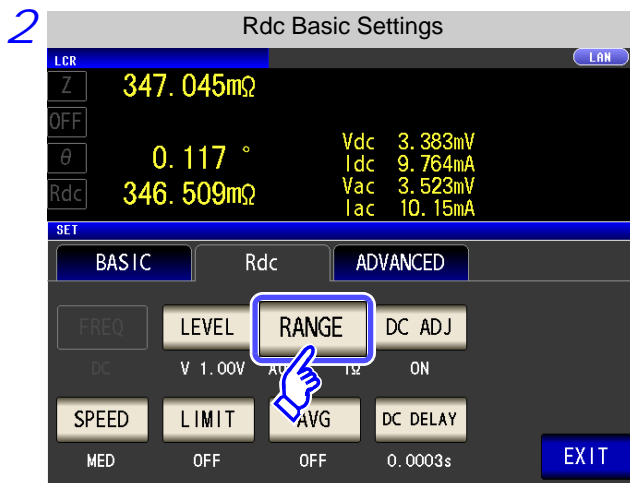 2
Rdc Basic Settings
LCR
LAN
Z 347.045mΩ
OFF
θ 0.117 °
Rdc 346.509mΩ
Vdc 3.383mV
Idc 9.764mA
Vac 3.523mV
Iac 10.15mA
SET
BASIC Rdc ADVANCED
FREQ LEVEL RANGE DC ADJ
DC V 1.00V 1Ω ON
SPEED LIMIT AVG DC DELAY
MED OFF OFF 0.0003s
EXIT